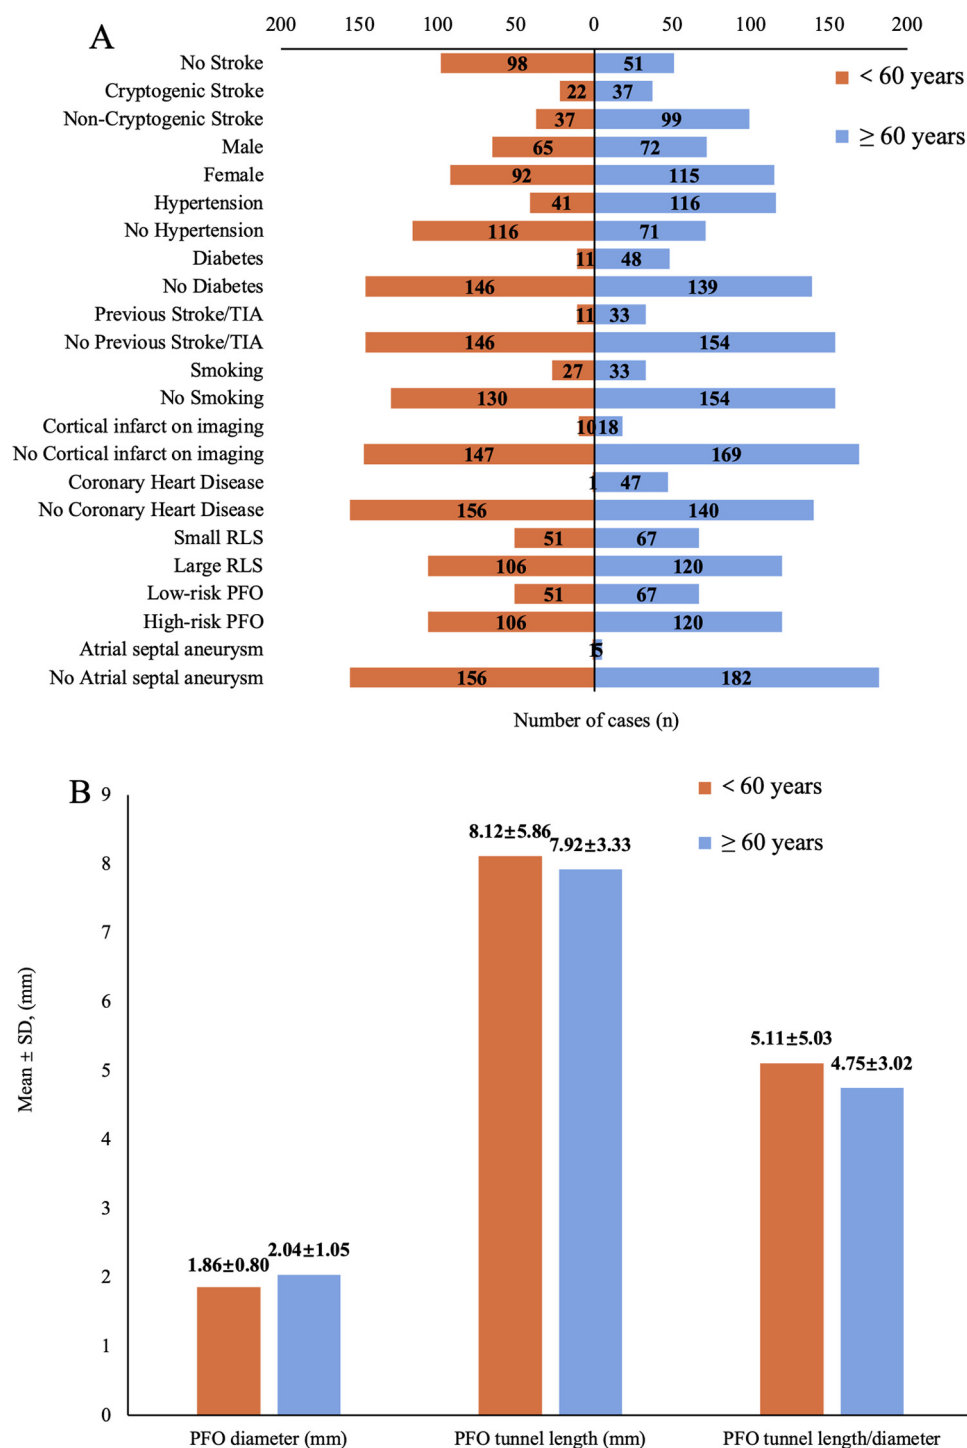 A
200 150 100 50 0 50 100 150 200
No Stroke 98 51
< 60 years
Cryptogenic Stroke 22 37
Non-Cryptogenic Stroke 37 99
≥ 60 years
Male 65 72
Female 92 115
Hypertension 41 116
No Hypertension 116 71
Diabetes 11 48
No Diabetes 146 139
Previous Stroke/TIA 11 33
No Previous Stroke/TIA 146 154
Smoking 27 33
No Smoking 130 154
Cortical infarct on imaging 10 18
No Cortical infarct on imaging 147 169
Coronary Heart Disease 1 47
No Coronary Heart Disease 156 140
Small RLS 51 67
Large RLS 106 120
Low-risk PFO 51 67
High-risk PFO 106 120
Atrial septal aneurysm 1 5
No Atrial septal aneurysm 156 182
Number of cases (n)
B
< 60 years
≥ 60 years
Mean ± SD, (mm)
9
8
7
6
5
4
3
2
1
0
1.86±0.80
2.04±1.05
8.12±5.86
7.92±3.33
5.11±5.03
4.75±3.02
PFO diameter (mm) PFO tunnel length (mm) PFO tunnel length/diameter